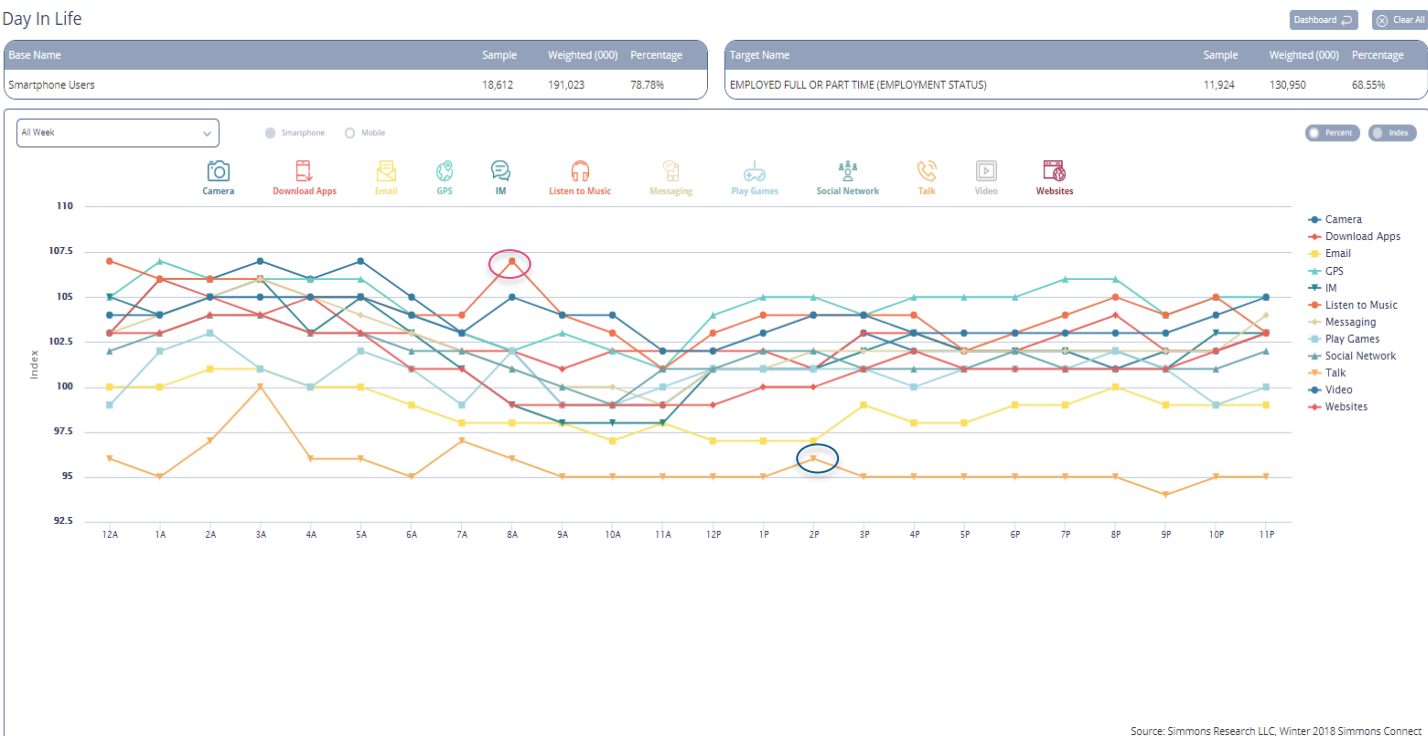 Day In Life
Dashboard
Clear All
Base Name Sample Weighted (000) Percentage
Smartphone Users 18,612 191,023 78.78%
Target Name Sample Weighted (000) Percentage
EMPLOYED FULL OR PART TIME (EMPLOYMENT STATUS) 11,924 130,950 68.55%
All Week
Smartphone Mobile
Percent Index
Camera Download Apps Email GPS IM Listen to Music Messaging Play Games Social Network Talk Video Websites
110
107.5
105
102.5
100
97.5
95
92.5
Index
12A 1A 2A 3A 4A 5A 6A 7A 8A 9A 10A 11A 12P 1P 2P 3P 4P 5P 6P 7P 8P 9P 10P 11P
Camera
Download Apps
Email
GPS
IM
Listen to Music
Messaging
Play Games
Social Network
Talk
Video
Websites
Source: Simmons Research LLC, Winter 2018 Simmons Connect